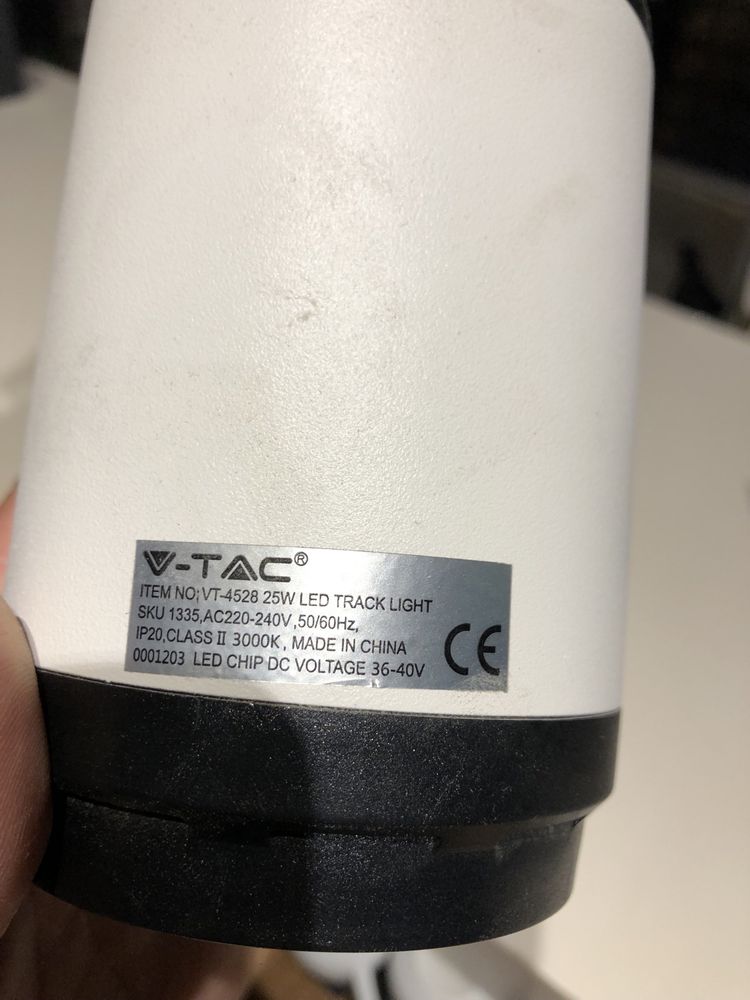 V-TAC®
ITEM NO; VT-4528 25W LED TRACK LIGHT
SKU 1335,AC220-240V,50/60Hz,
IP20,CLASS II 3000K, MADE IN CHINA
0001203 LED CHIP DC VOLTAGE 36-40V
CE